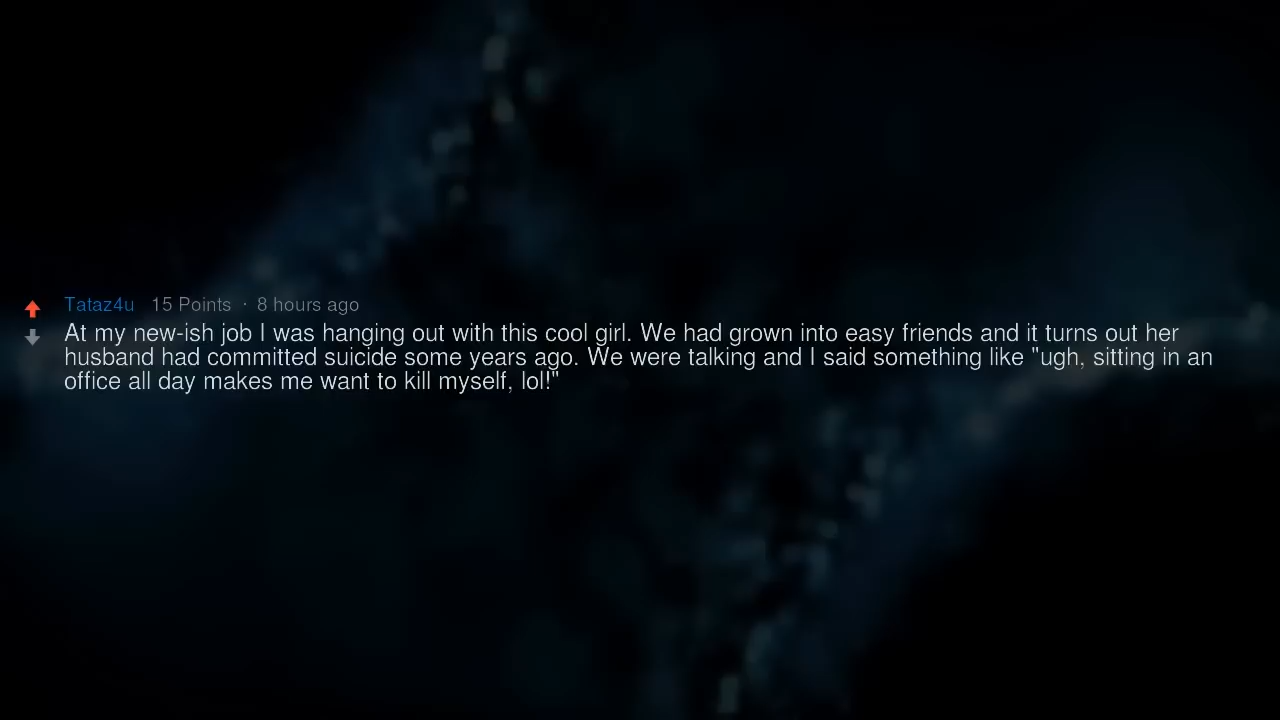 Tataz4u 15 Points · 8 hours ago
At my new-ish job I was hanging out with this cool girl. We had grown into easy friends and it turns out her
husband had committed suicide some years ago. We were talking and I said something like "ugh, sitting in an
office all day makes me want to kill myself, lol!"